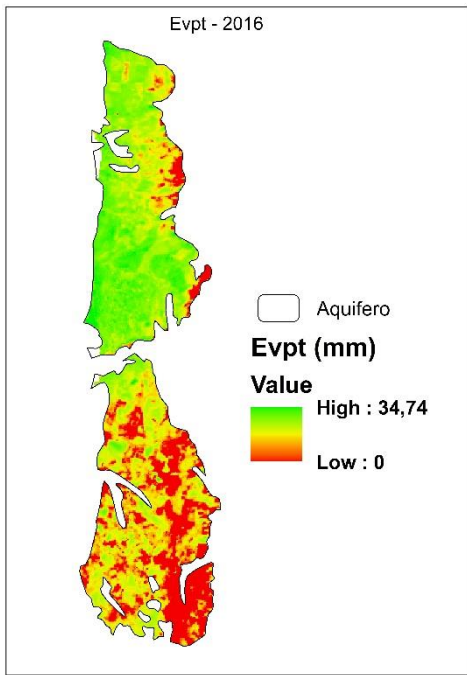 Evpt - 2016
Aquifero
Evpt (mm)
Value
High : 34,74
Low : 0